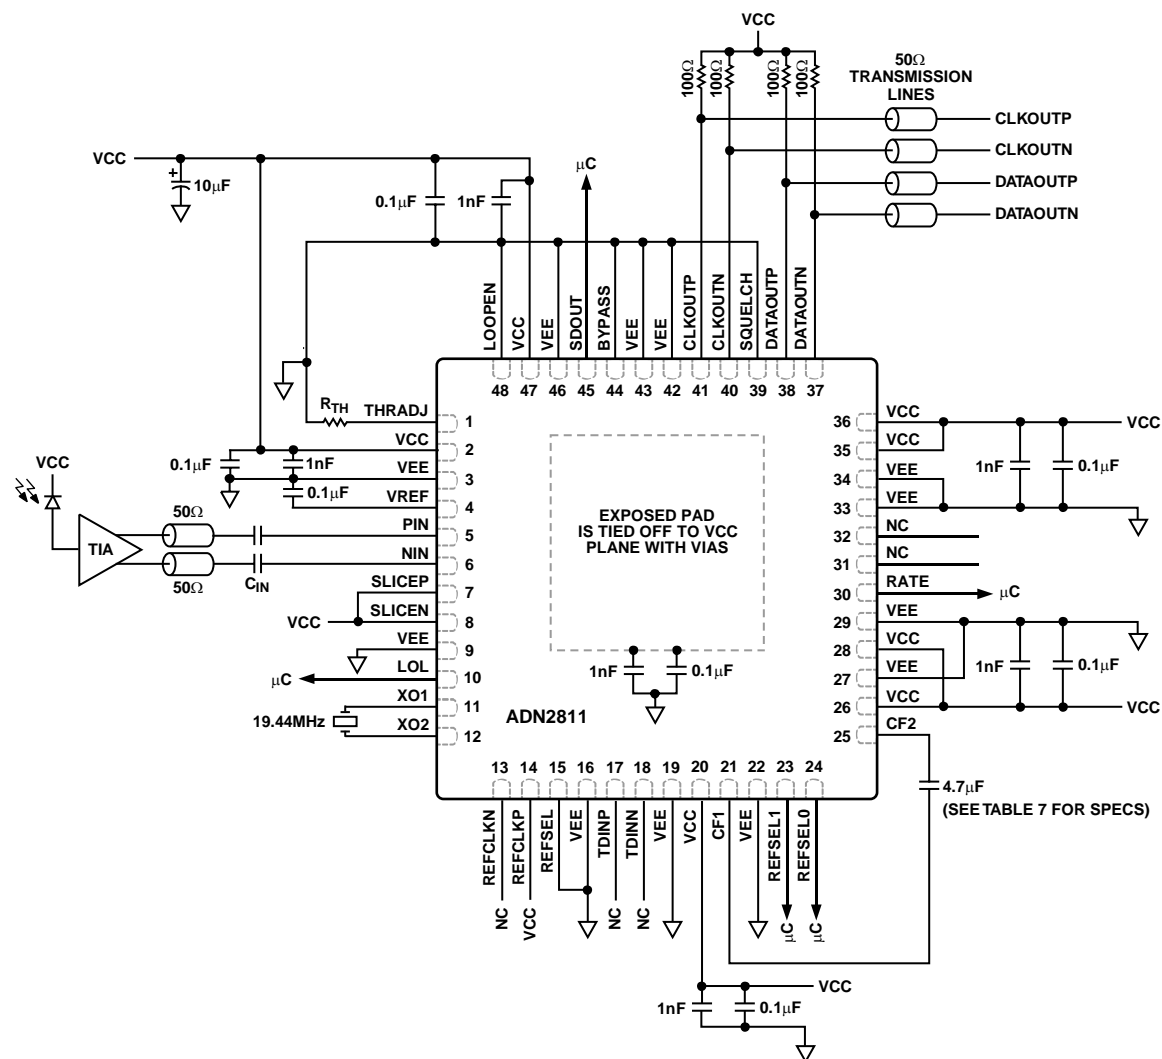 VCC
50Ω
TRANSMISSION
LINES
100Ω
100Ω
100Ω
100Ω
CLKOUTP
CLKOUTN
DATAOUTP
DATAOUTN
VCC
+
10μF
0.1μF
1nF
μC
LOOPEN
VCC
VEE
SDOUT
BYPASS
VEE
VEE
CLKOUTP
CLKOUTN
SQUELCH
DATAOUTP
DATAOUTN
48 47 46 45 44 43 42 41 40 39 38 37
RTH
THRADJ 1
VCC 2
VEE 3
VREF 4
PIN 5
NIN 6
SLICEP 7
SLICEN 8
VEE 9
LOL 10
XO1 11
XO2 12
0.1μF
1nF
0.1μF
VCC
TIA
50Ω
50Ω
CIN
VCC
μC
19.44MHz
EXPOSED PAD
IS TIED OFF TO VCC
PLANE WITH VIAS
1nF
0.1μF
ADN2811
36 VCC
35 VCC
34 VEE
33 VEE
32 NC
31 NC
30 RATE
29 VEE
28 VCC
27 VEE
26 VCC
25 CF2
VCC
1nF
0.1μF
μC
1nF
0.1μF
VCC
4.7μF
(SEE TABLE 7 FOR SPECS)
13 14 15 16 17 18 19 20 21 22 23 24
REFCLKN
REFCLKP
REFSEL
VEE
TDINP
TDINN
VEE
VCC
CF1
VEE
REFSEL1
REFSEL0
NC
VCC
NC
NC
μC
μC
VCC
1nF
0.1μF